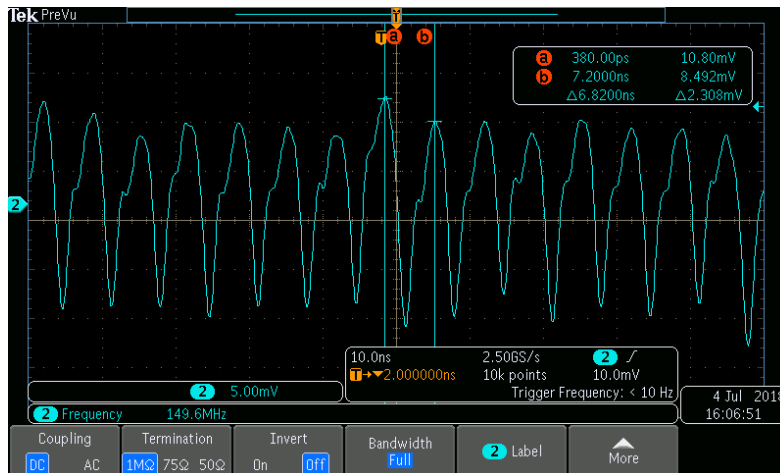 Tek PreVu
T
T a b
a 380.00ps 10.80mV
b 7.2000ns 8.492mV
△6.8200ns △2.308mV
2
10.0ns 2.50GS/s 2
T→▼2.000000ns 10k points 10.0mV
Trigger Frequency: < 10 Hz
2 5.00mV
2 Frequency 149.6MHz
4 Jul 2018
16:06:51
Coupling
DC AC
Termination
1MΩ 75Ω 50Ω
Invert
On Off
Bandwidth
Full
2 Label
More